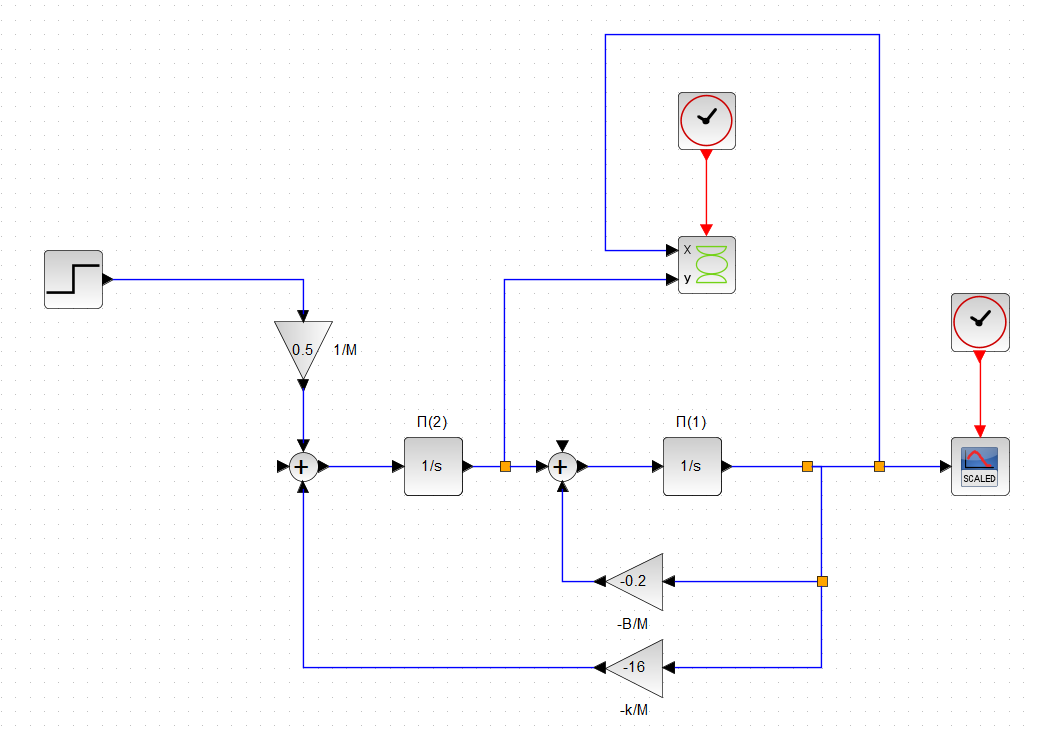 X
y
0.5
1/M
П(2)
П(1)
+
1/s
+
1/s
SCALED
-0.2
-B/M
-16
-k/M